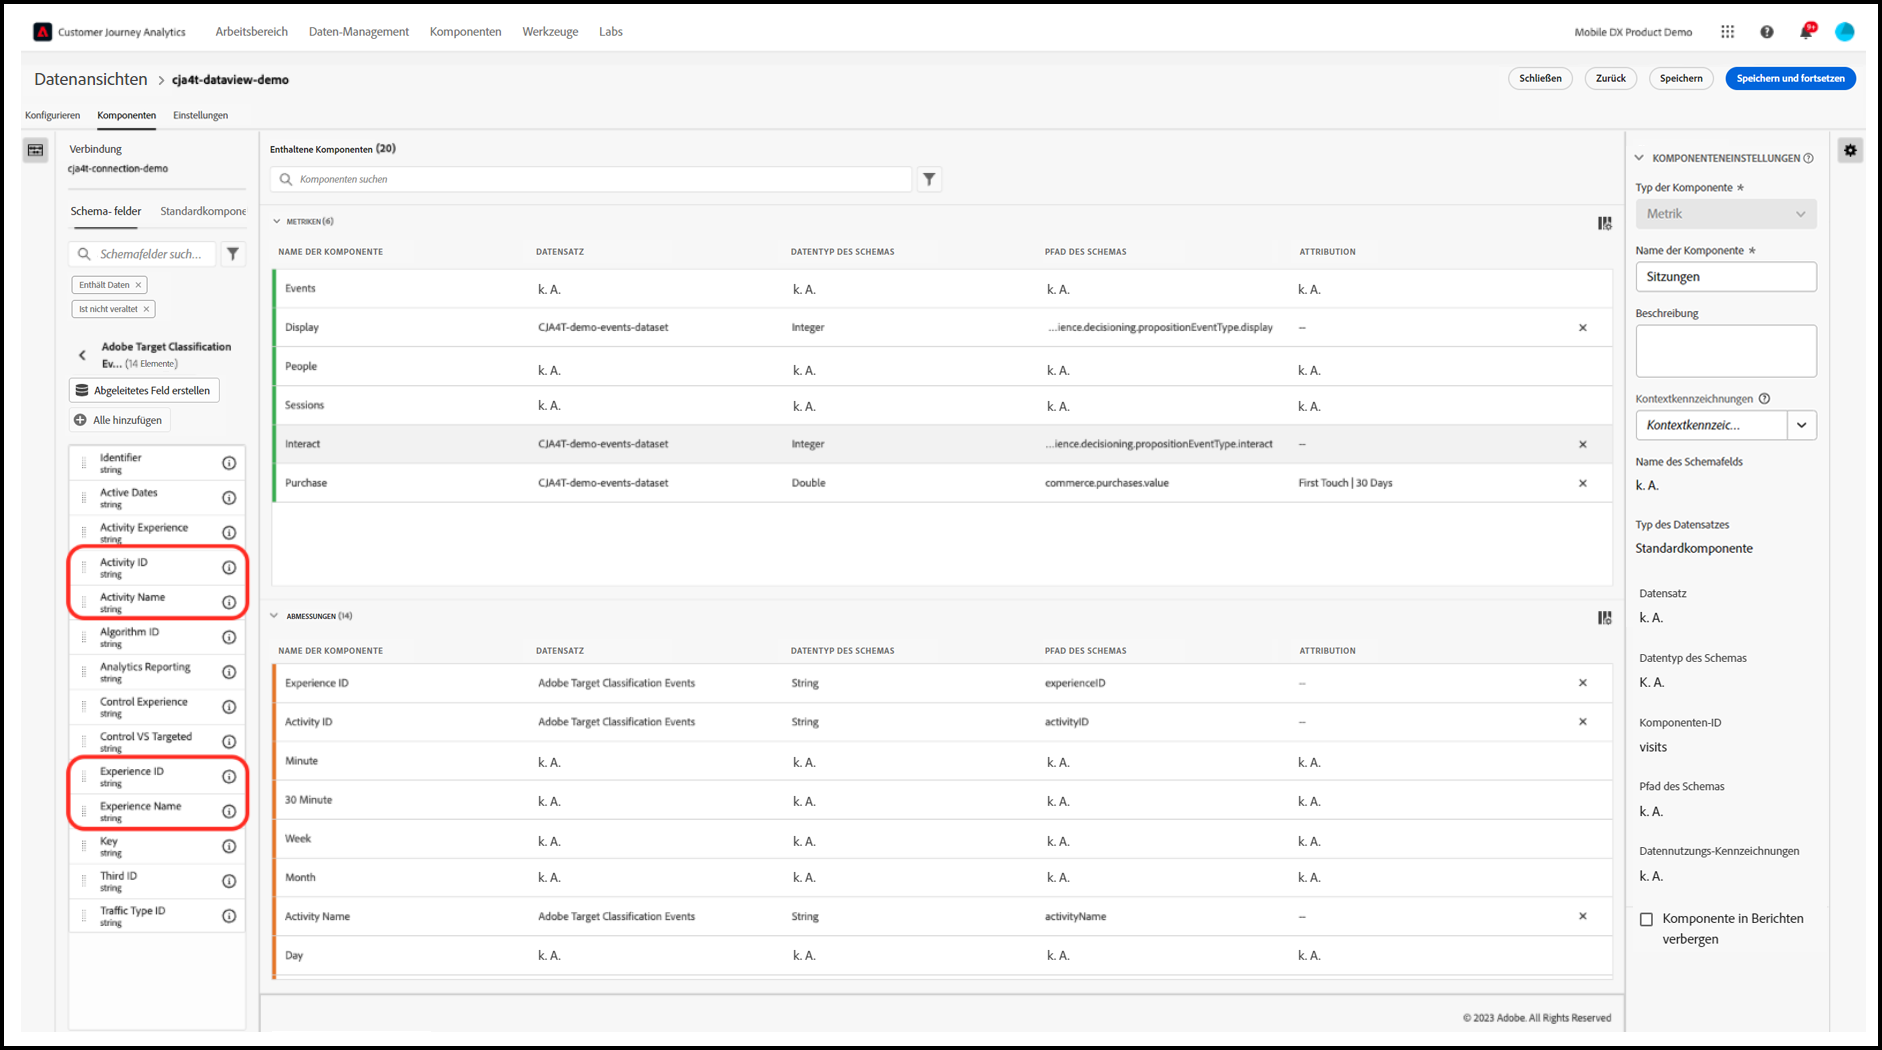 Customer Journey Analytics Arbeitsbereich Daten-Management Komponenten Werkzeuge Labs Mobile DX Product Demo 9+
Datenansichten > cja4t-dataview-demo Schließen Zurück Speichern Speichern und fortsetzen
Konfigurieren Komponenten Einstellungen
Verbindung
cja4t-connection-demo
Schema- felder Standardkompone
Schemafelder such...
Enthält Daten ×
Ist nicht veraltet ×
Adobe Target Classification
Ev... (14 Elemente)
Abgeleitetes Feld erstellen
Alle hinzufügen
Identifier
string
Active Dates
string
Activity Experience
string
Activity ID
string
Activity Name
string
Algorithm ID
string
Analytics Reporting
string
Control Experience
string
Control VS Targeted
string
Experience ID
string
Experience Name
string
Key
string
Third ID
string
Traffic Type ID
string
Enthaltene Komponenten (20)
Komponenten suchen
METRIKEN (6)
NAME DER KOMPONENTE DATENSATZ DATENTYP DES SCHEMAS PFAD DES SCHEMAS ATTRIBUTION
Events k. A. k. A. k. A. k. A.
Display CJA4T-demo-events-dataset Integer ...ience.decisioning.propositionEventType.display – ×
People k. A. k. A. k. A. k. A.
Sessions k. A. k. A. k. A. k. A.
Interact CJA4T-demo-events-dataset Integer ...ience.decisioning.propositionEventType.interact – ×
Purchase CJA4T-demo-events-dataset Double commerce.purchases.value First Touch | 30 Days ×
ABMESSUNGEN (14)
NAME DER KOMPONENTE DATENSATZ DATENTYP DES SCHEMAS PFAD DES SCHEMAS ATTRIBUTION
Experience ID Adobe Target Classification Events String experienceID – ×
Activity ID Adobe Target Classification Events String activityID – ×
Minute k. A. k. A. k. A. k. A.
30 Minute k. A. k. A. k. A. k. A.
Week k. A. k. A. k. A. k. A.
Month k. A. k. A. k. A. k. A.
Activity Name Adobe Target Classification Events String activityName – ×
Day k. A. k. A. k. A. k. A.
KOMPONENTENEINSTELLUNGEN
Typ der Komponente *
Metrik
Name der Komponente *
Sitzungen
Beschreibung
Kontextkennzeichnungen
Kontextkennzeic...
Name des Schemafelds
k. A.
Typ des Datensatzes
Standardkomponente
Datensatz
k. A.
Datentyp des Schemas
K. A.
Komponenten-ID
visits
Pfad des Schemas
k. A.
Datennutzungs-Kennzeichnungen
k. A.
Komponente in Berichten
verbergen
© 2023 Adobe. All Rights Reserved